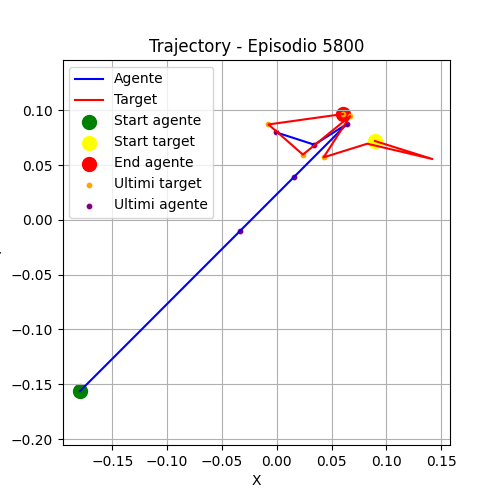 Trajectory - Episodio 5800
Agente
Target
Start agente
Start target
End agente
Ultimi target
Ultimi agente
0.10
0.05
0.00
−0.05
−0.10
−0.15
−0.20
−0.15
−0.10
−0.05
0.00
0.05
0.10
0.15
X